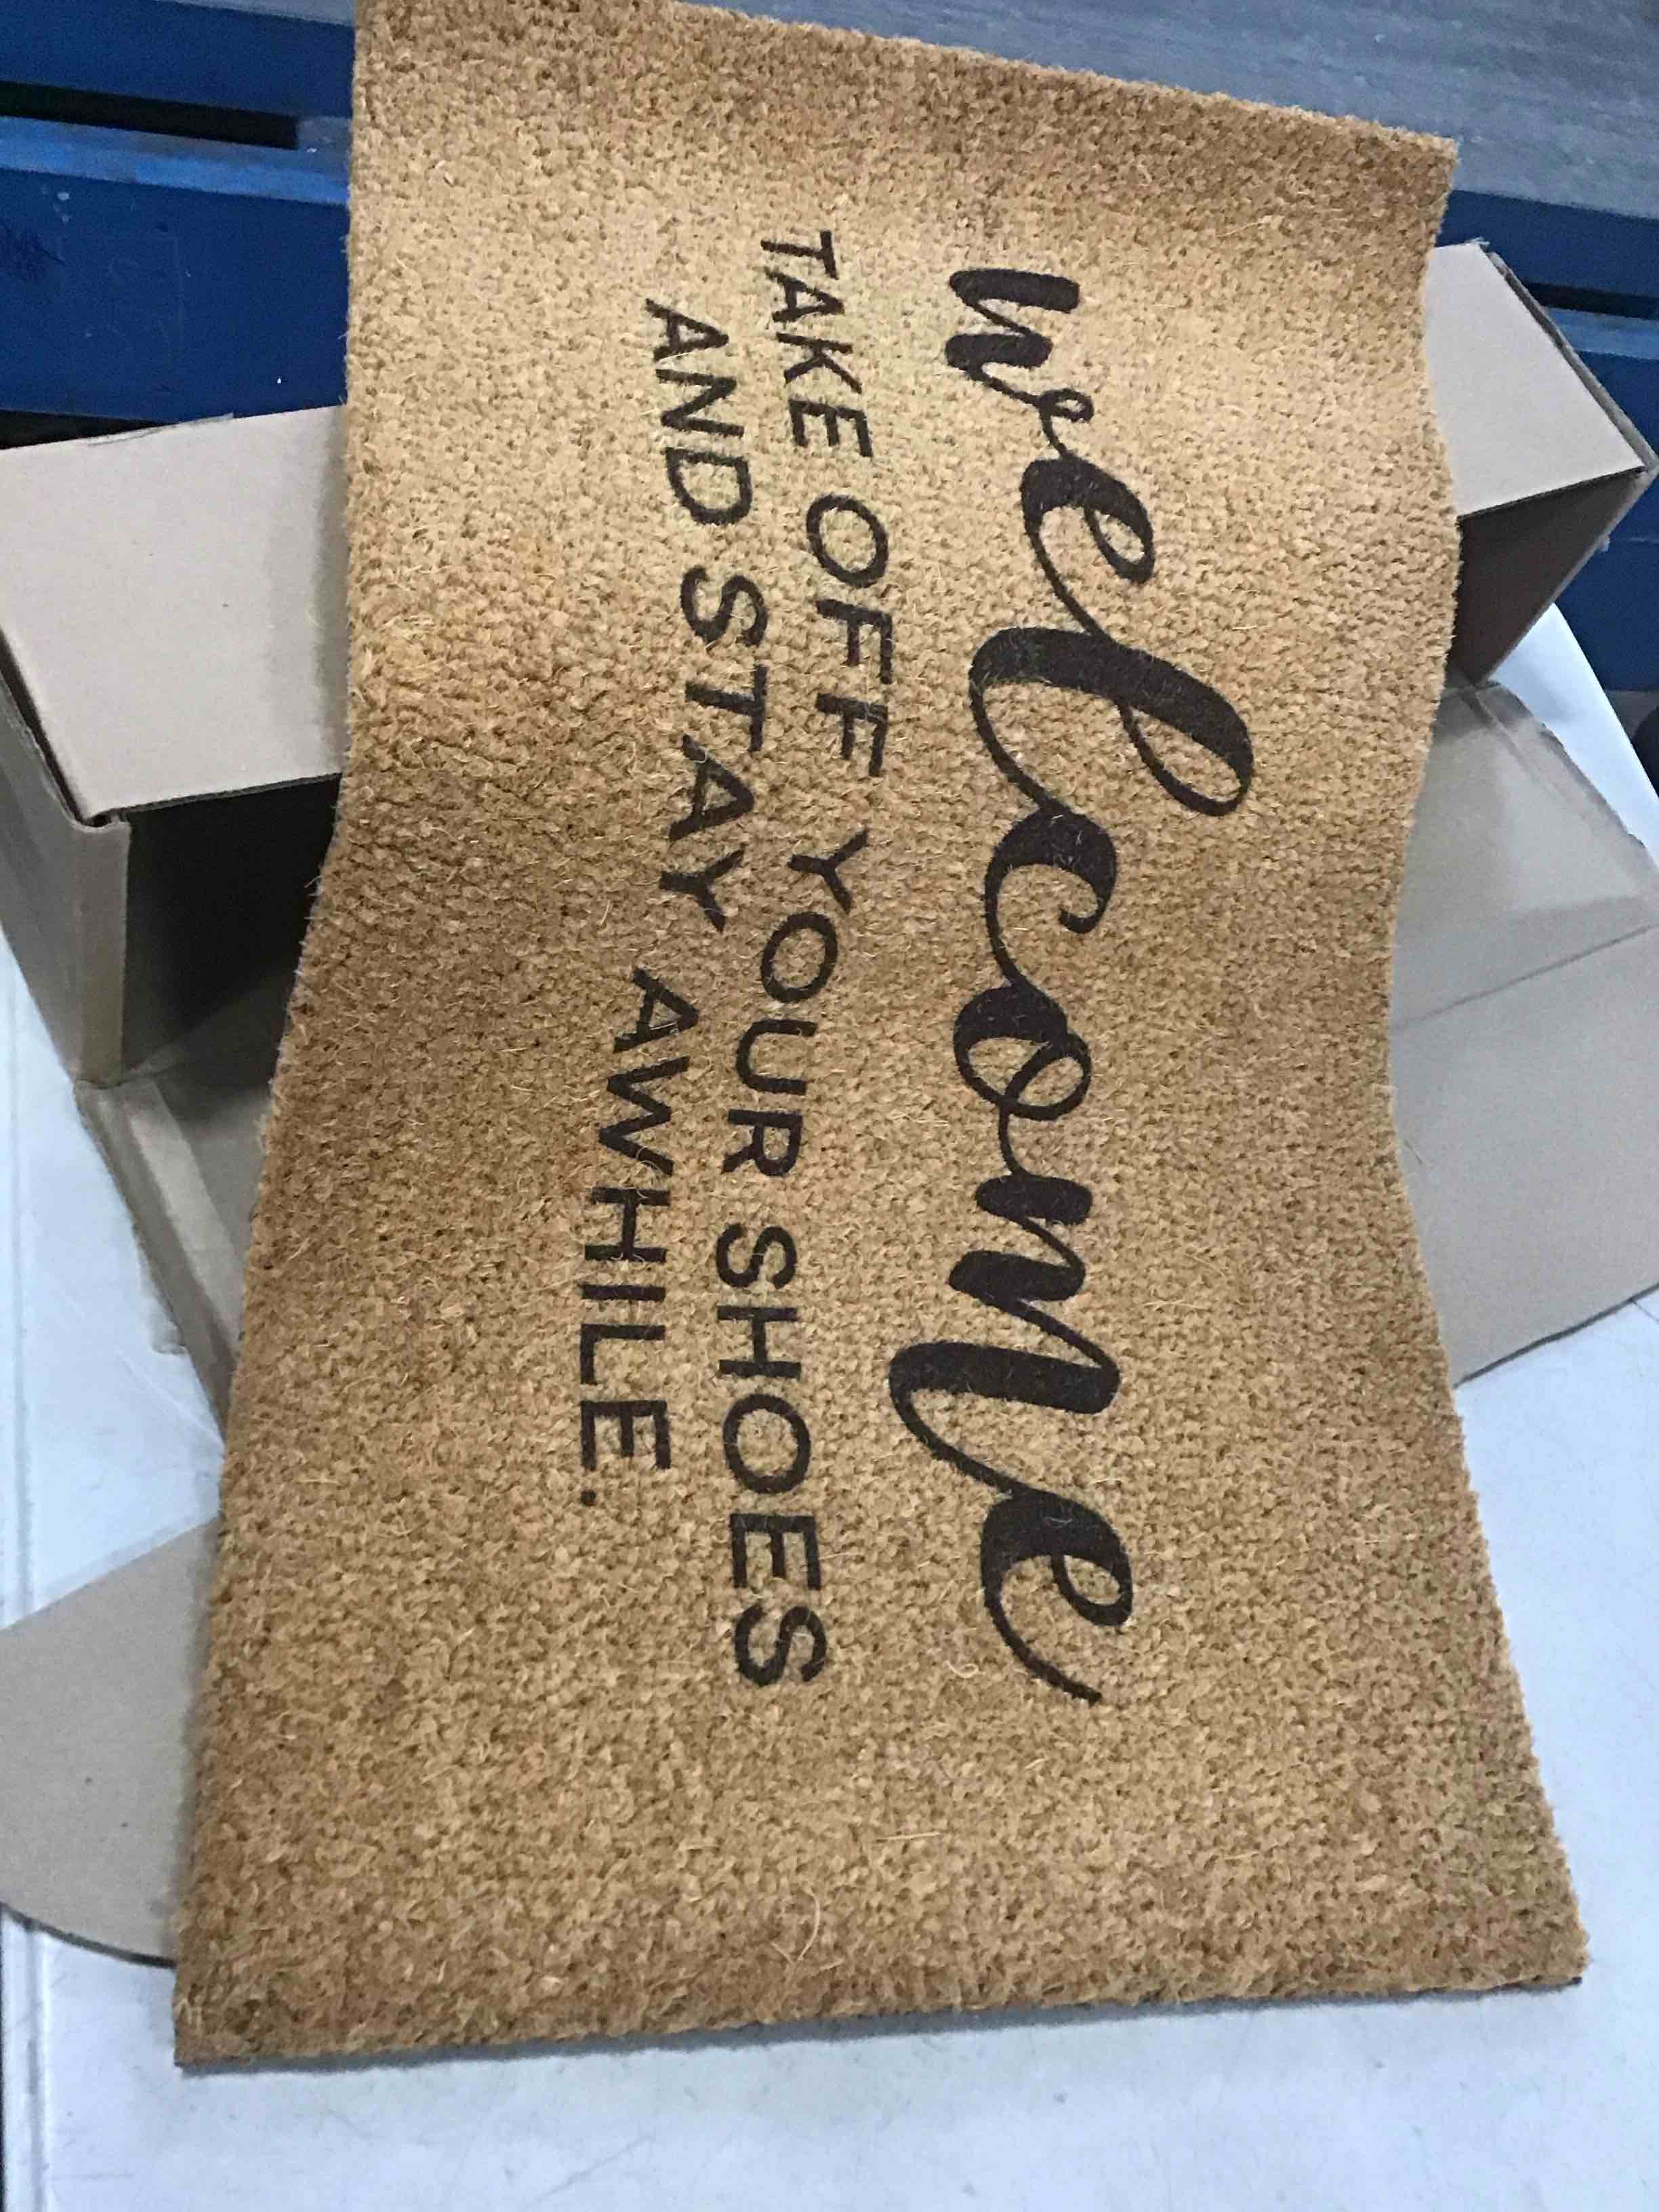 welcome
TAKE OFF YOUR SHOES
AND STAY AWHILE.